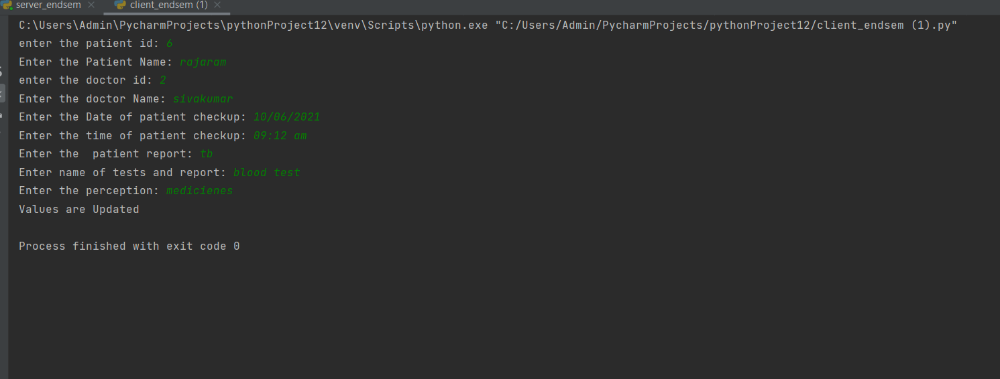 server_endsem client_endsem (1)
C:\Users\Admin\PycharmProjects\pythonProject12\venv\Scripts\python.exe "C:/Users/Admin/PycharmProjects/pythonProject12/client_endsem (1).py"
enter the patient id: 6
Enter the Patient Name: rajaram
enter the doctor id: 2
Enter the doctor Name: sivakumar
Enter the Date of patient checkup: 10/06/2021
Enter the time of patient checkup: 09:12 am
Enter the  patient report: tb
Enter name of tests and report: blood test
Enter the perception: medicienes
Values are Updated
Process finished with exit code 0